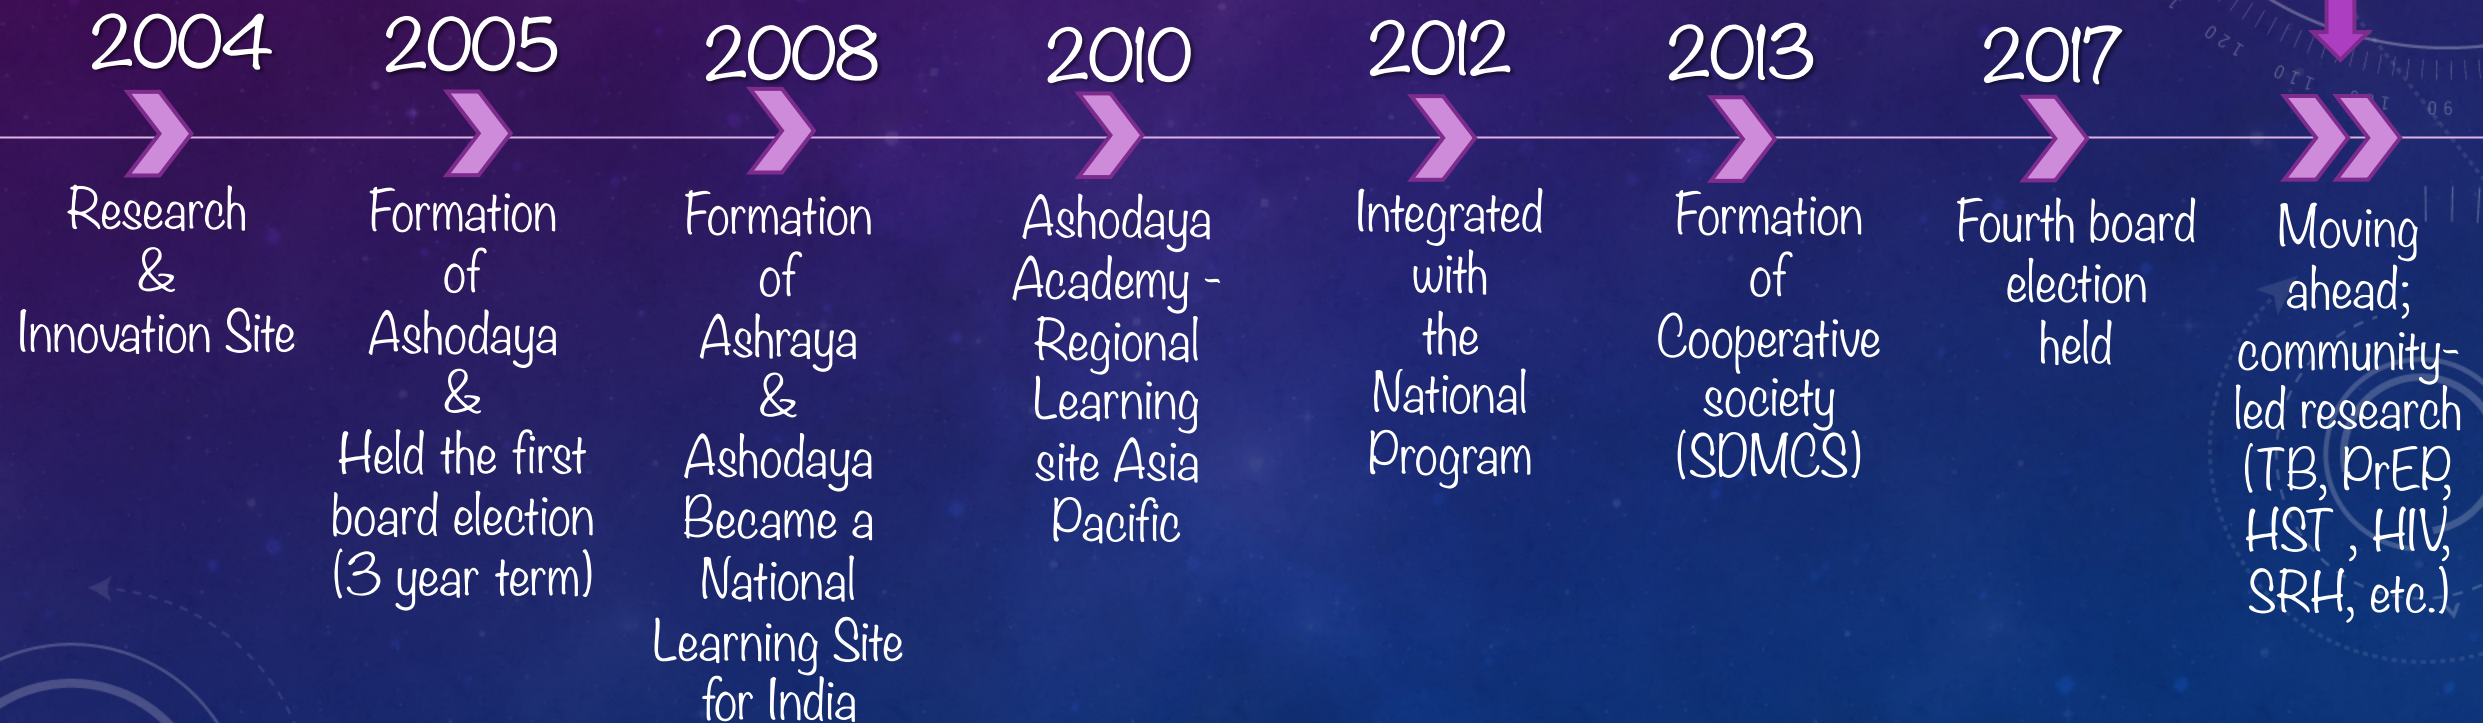 2004
Research
&
Innovation Site
2005
Formation
of
Ashodaya
&
Held the first
board election
(3 year term)
2008
Formation
of
Ashraya
&
Ashodaya
Became a
National
Learning Site
for India
2010
Ashodaya
Academy -
Regional
Learning
site Asia
Pacific
2012
Integrated
with
the
National
Program
2013
Formation
of
Cooperative
society
(SDMCS)
2017
Fourth board
election
held
Moving
ahead;
community-
led research
(TB, PrEP,
HST , HIV,
SRH, etc.)
120
110
90